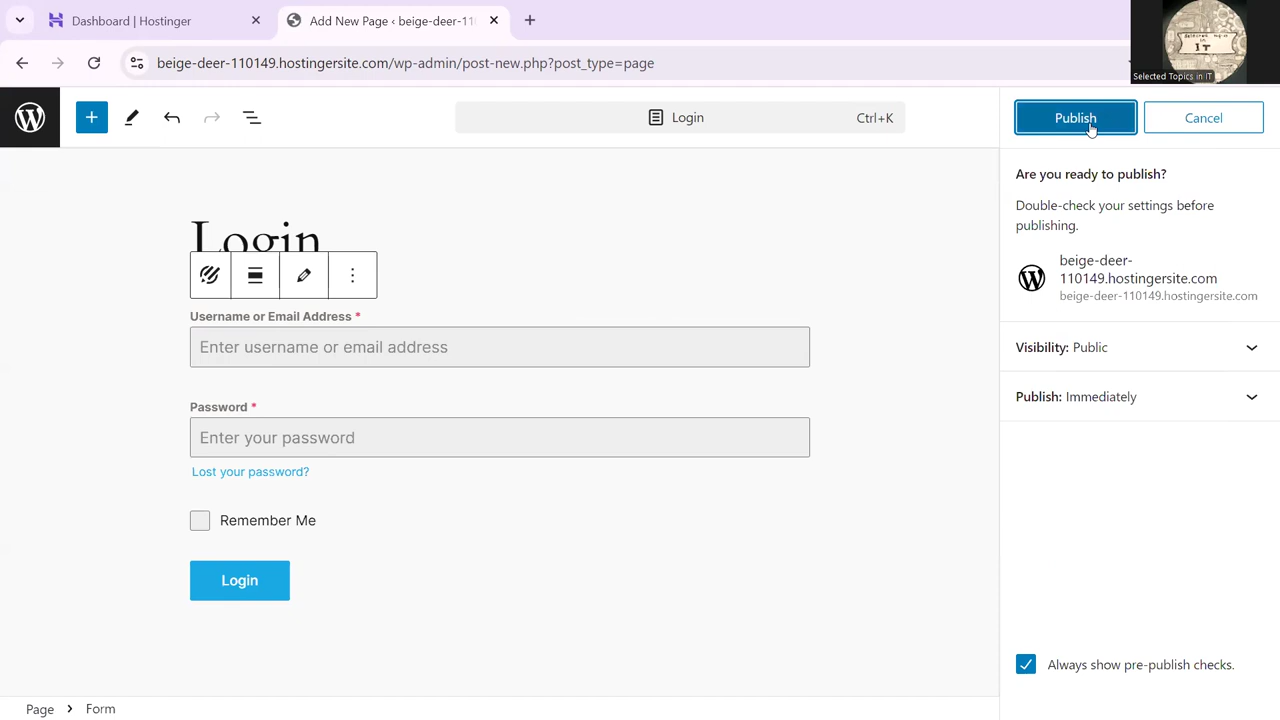 Dashboard | Hostinger
Add New Page ‹ beige-deer-110
beige-deer-110149.hostingersite.com/wp-admin/post-new.php?post_type=page
IT
Selected Topics in IT
Login
Ctrl+K
Publish
Cancel
Login
Username or Email Address *
Enter username or email address
Password *
Enter your password
Lost your password?
Remember Me
Login
Are you ready to publish?
Double-check your settings before
publishing.
beige-deer-
110149.hostingersite.com
beige-deer-110149.hostingersite.com
Visibility: Public
Publish: Immediately
Always show pre-publish checks.
Page
Form